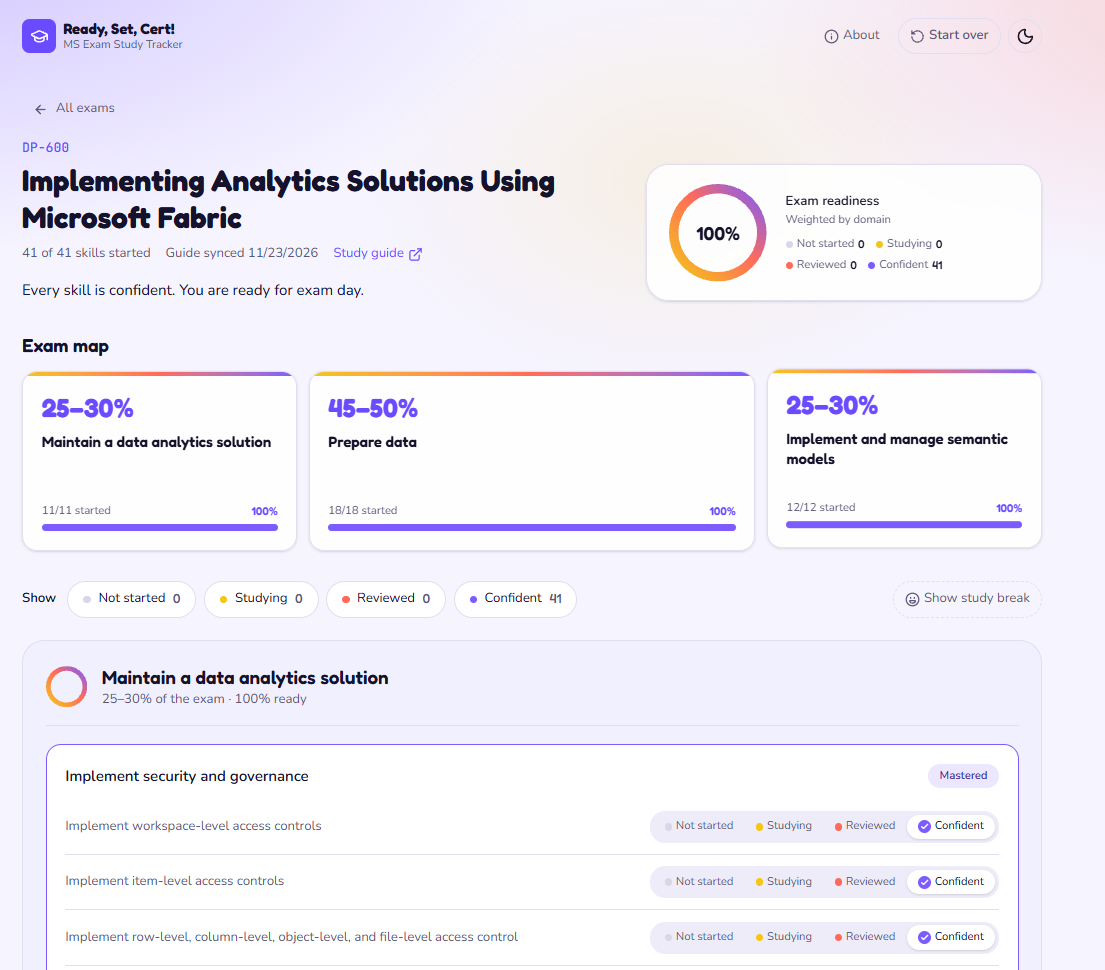 Ready, Set, Cert!
MS Exam Study Tracker
About
Start over
All exams
DP-600
Implementing Analytics Solutions Using
Microsoft Fabric
41 of 41 skills started Guide synced 11/23/2026 Study guide
Every skill is confident. You are ready for exam day.
100%
Exam readiness
Weighted by domain
Not started 0 Studying 0
Reviewed 0 Confident 41
Exam map
25–30%
Maintain a data analytics solution
11/11 started 100%
45–50%
Prepare data
18/18 started 100%
25–30%
Implement and manage semantic
models
12/12 started 100%
Show Not started 0 Studying 0 Reviewed 0 Confident 41 Show study break
Maintain a data analytics solution
25–30% of the exam · 100% ready
Implement security and governance Mastered
Implement workspace-level access controls Not started Studying Reviewed Confident
Implement item-level access controls Not started Studying Reviewed Confident
Implement row-level, column-level, object-level, and file-level access control Not started Studying Reviewed Confident